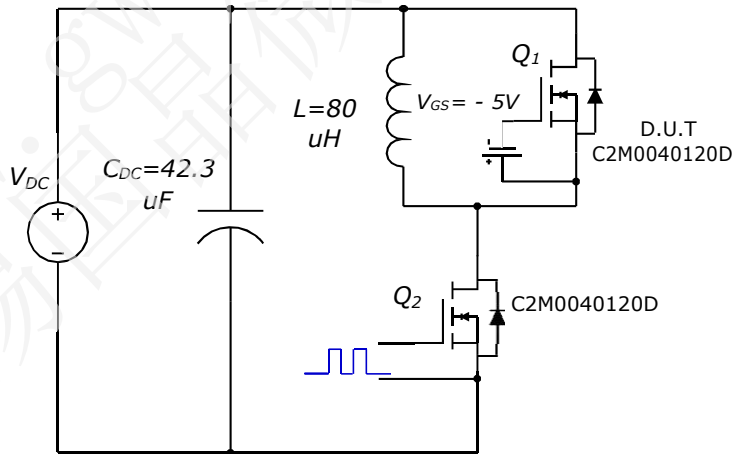 Q1
L=80
uH
VGS= - 5V
D.U.T
C2M0040120D
VDC
CDC=42.3
uF
Q2
C2M0040120D